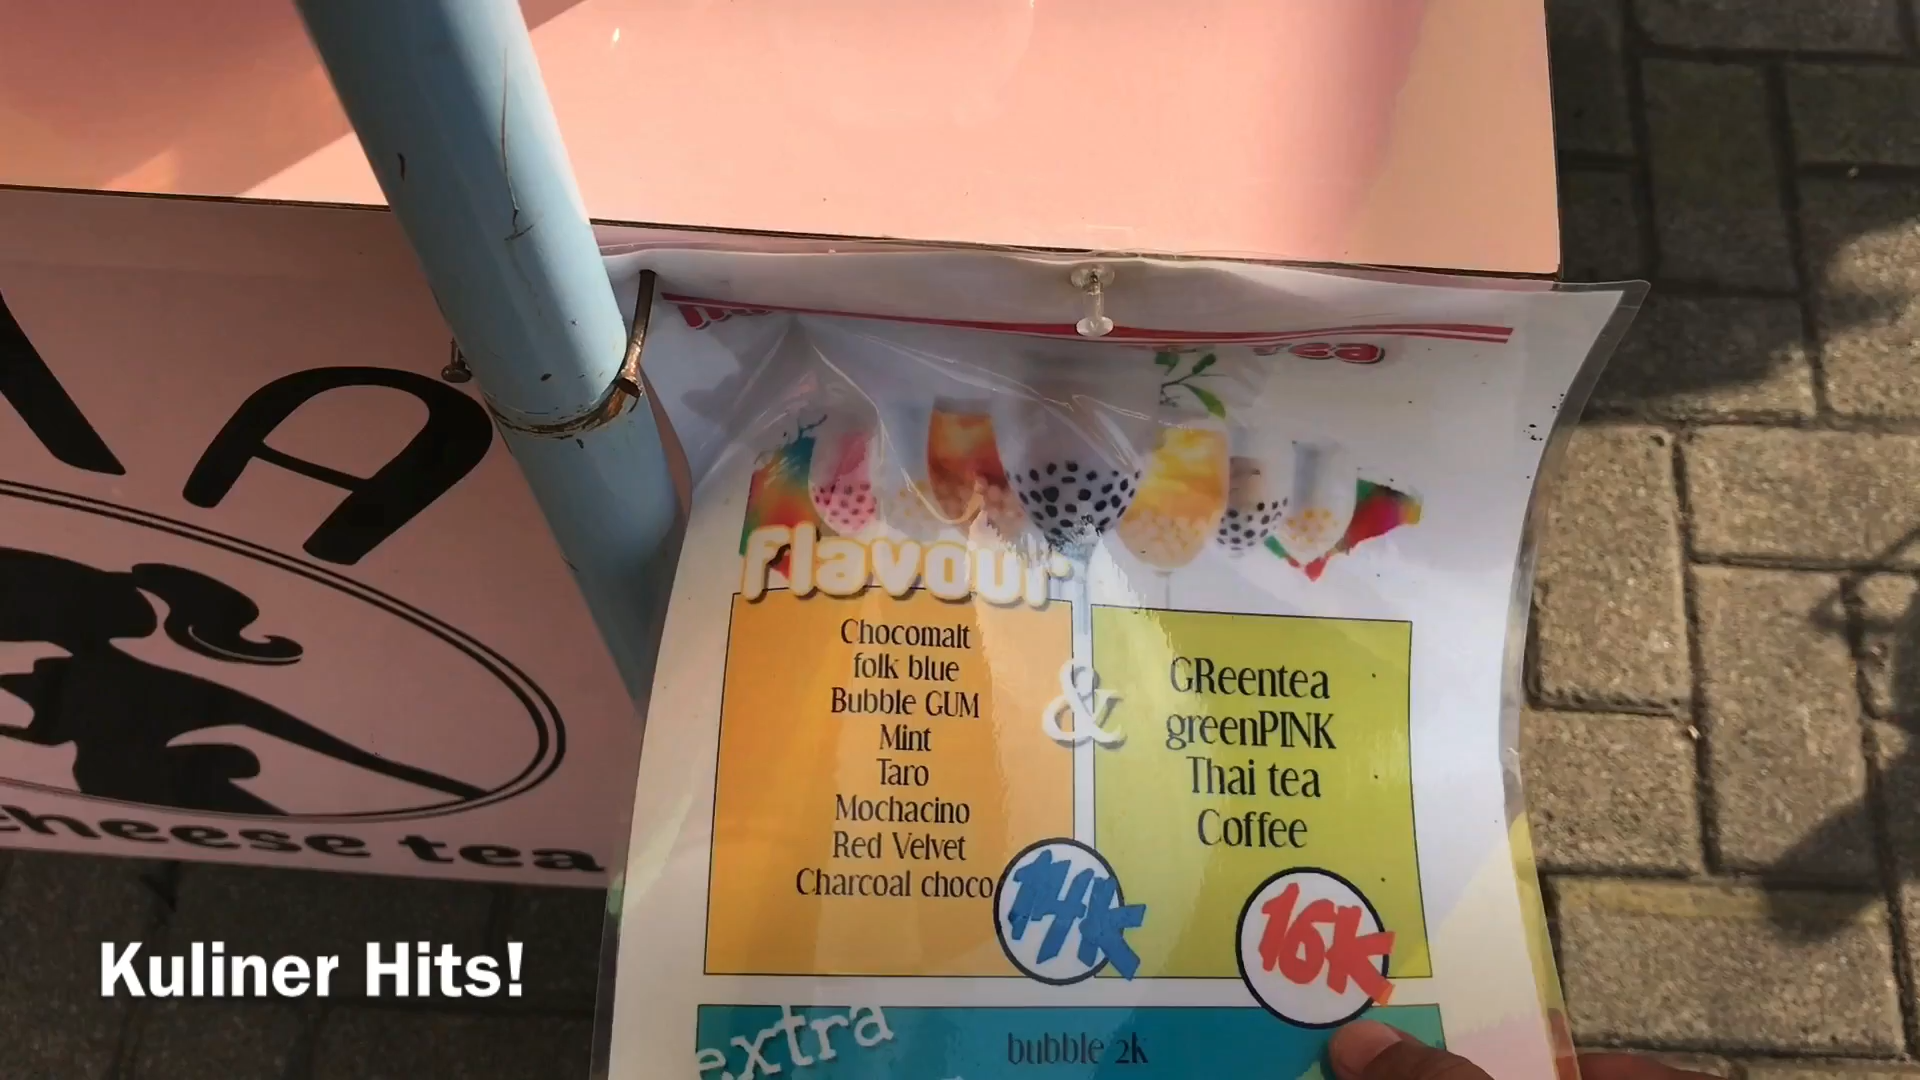 Flavour
Chocomalt
folk blue
Bubble GUM
Mint
Taro
Mochacino
Red Velvet
Charcoal choco
14K
&
GReentea
greenPINK
Thai tea
Coffee
16K
extra
bubble 2k
cheese tea
Kuliner Hits!